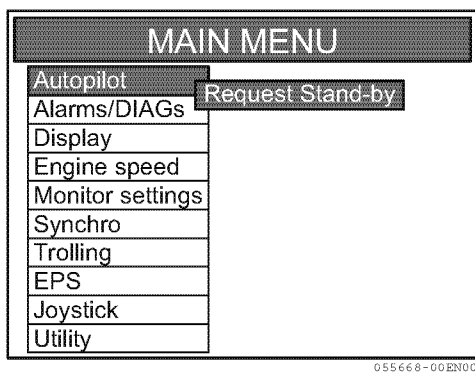 MAIN MENU
Autopilot
Request Stand-by
Alarms/DIAGs
Display
Engine speed
Monitor settings
Synchro
Trolling
EPS
Joystick
Utility
055668-00EN00